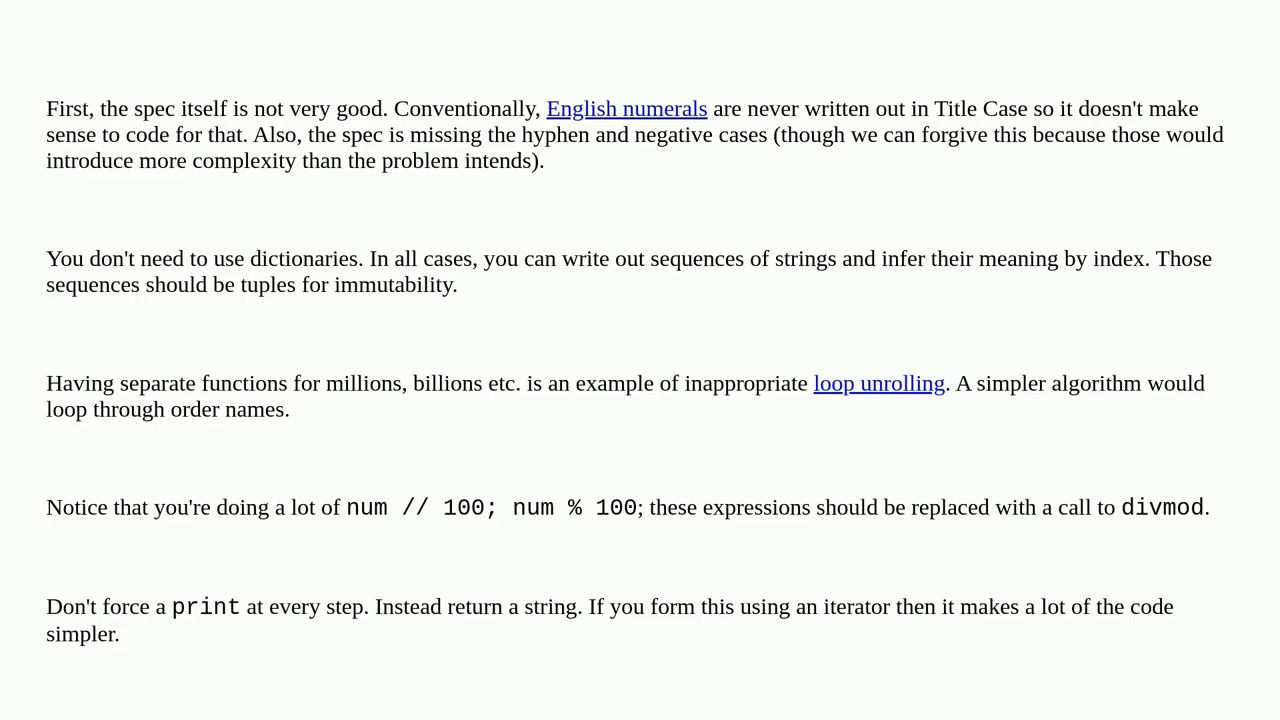 First, the spec itself is not very good. Conventionally, English numerals are never written out in Title Case so it doesn't make
sense to code for that. Also, the spec is missing the hyphen and negative cases (though we can forgive this because those would
introduce more complexity than the problem intends).
You don't need to use dictionaries. In all cases, you can write out sequences of strings and infer their meaning by index. Those
sequences should be tuples for immutability.
Having separate functions for millions, billions etc. is an example of inappropriate loop unrolling. A simpler algorithm would
loop through order names.
Notice that you're doing a lot of num // 100; num % 100; these expressions should be replaced with a call to divmod.
Don't force a print at every step. Instead return a string. If you form this using an iterator then it makes a lot of the code
simpler.